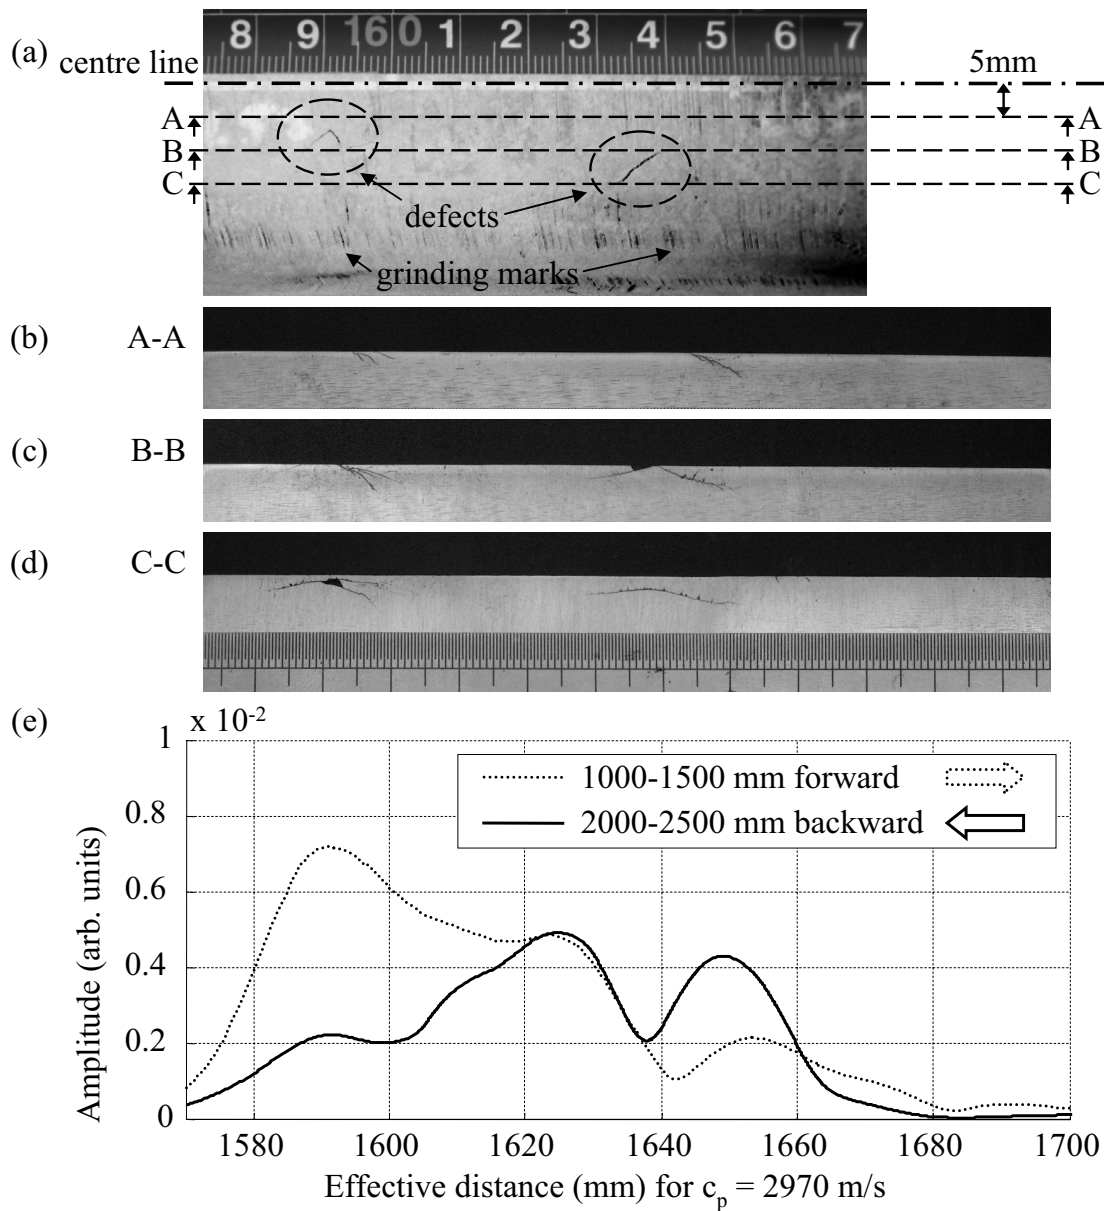 (a)
8 9 16 0 1 2 3 4 5 6 7
centre line
5mm
A A
B B
C C
defects
grinding marks
(b) A-A
(c) B-B
(d) C-C
(e)
x 10-2
1
0.8
0.6
0.4
0.2
0
Amplitude (arb. units)
1000-1500 mm forward
2000-2500 mm backward
1580 1600 1620 1640 1660 1680 1700
Effective distance (mm) for cp = 2970 m/s